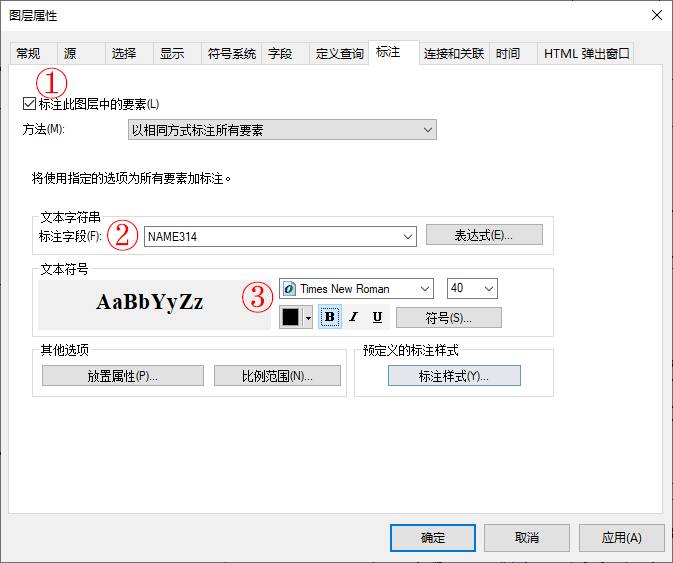 图层属性
常规 源 选择 显示 符号系统 字段 定义查询 标注 连接和关联 时间 HTML 弹出窗口
①
标注此图层中的要素(L)
方法(M): 以相同方式标注所有要素
将使用指定的选项为所有要素加标注。
文本字符串
标注字段(F): ② NAME314 表达式(E)...
文本符号
AaBbYyZz ③ Times New Roman 40
B I U 符号(S)...
其他选项 预定义的标注样式
放置属性(P)... 比例范围(N)... 标注样式(Y)...
确定 取消 应用(A)